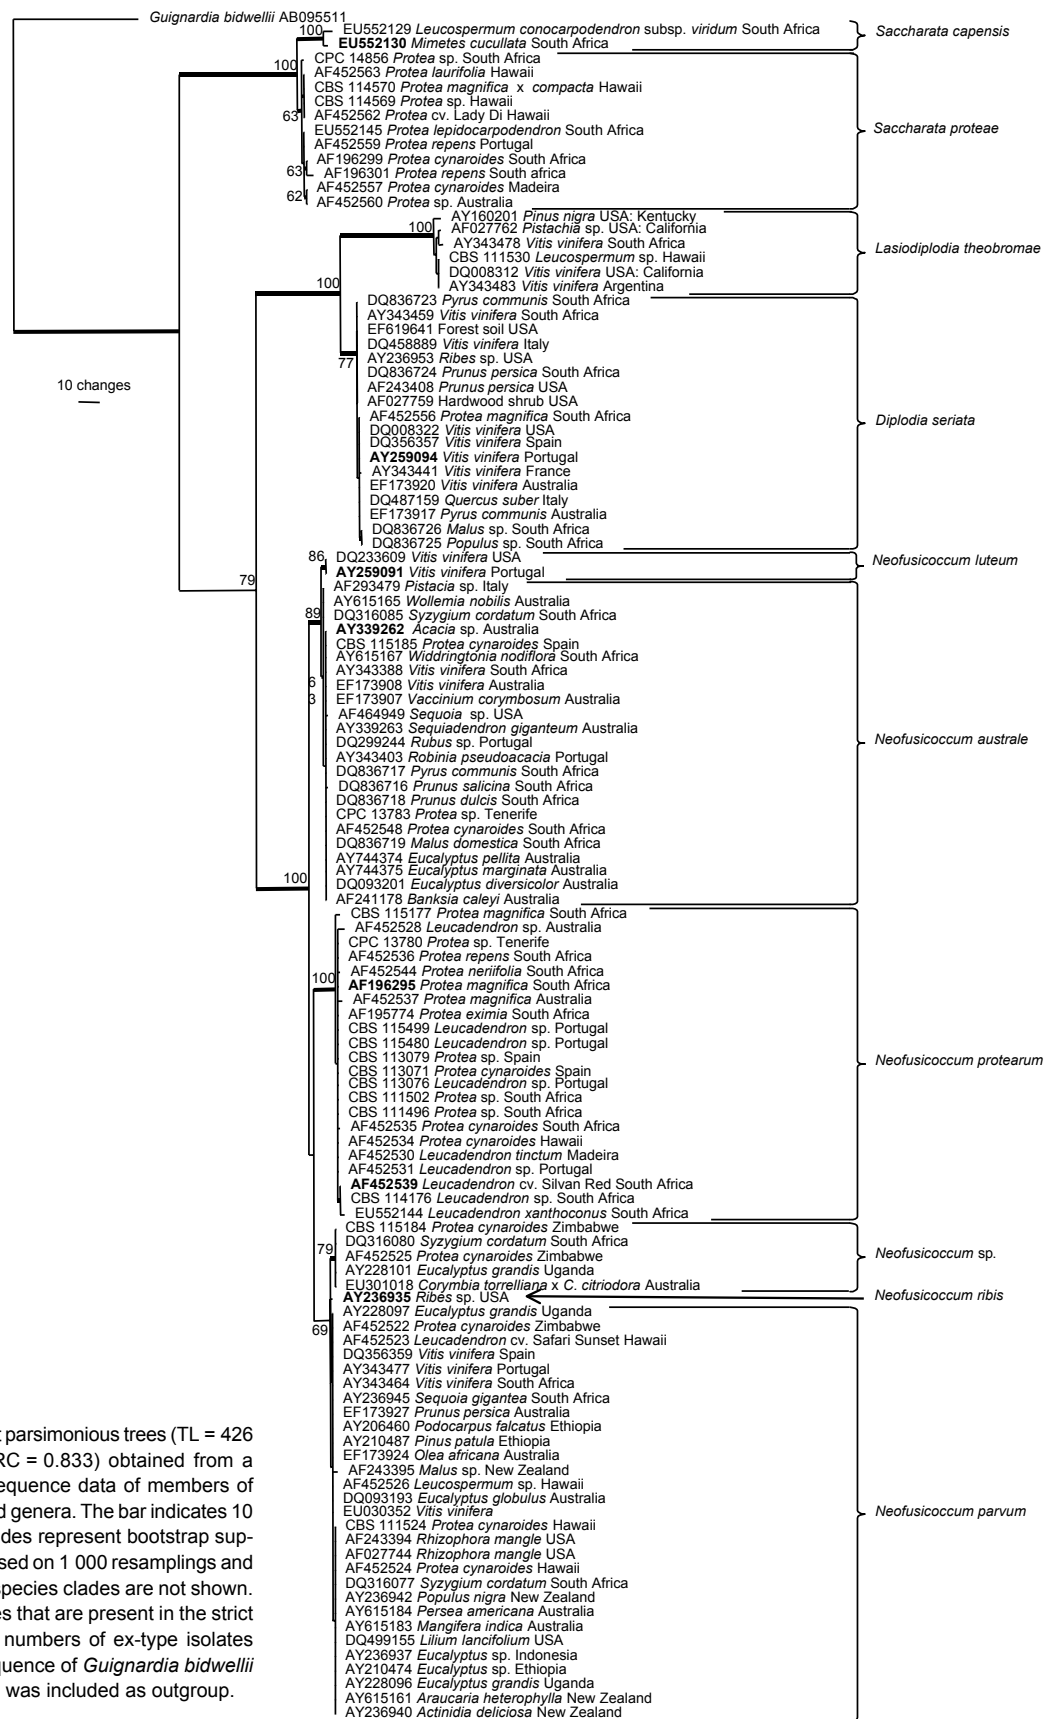 Guignardia bidwellii AB095511
100
EU552129 Leucospermum conocarpodendron subsp. viridum South Africa
EU552130 Mimetes cucullata South Africa
Saccharata capensis
100
CPC 14856 Protea sp. South Africa
AF452563 Protea laurifolia Hawaii
CBS 114570 Protea magnifica x compacta Hawaii
CBS 114569 Protea sp. Hawaii
63
AF452562 Protea cv. Lady Di Hawaii
EU552145 Protea lepidocarpodendron South Africa
Saccharata proteae
AF452559 Protea repens Portugal
AF196299 Protea cynaroides South Africa
63
AF196301 Protea repens South africa
AF452557 Protea cynaroides Madeira
62
AF452560 Protea sp. Australia
AY160201 Pinus nigra USA: Kentucky
100
AF027762 Pistachia sp. USA: California
AY343478 Vitis vinifera South Africa
Lasiodiplodia theobromae
CBS 111530 Leucospermum sp. Hawaii
DQ008312 Vitis vinifera USA: California
100
AY343483 Vitis vinifera Argentina
DQ836723 Pyrus communis South Africa
AY343459 Vitis vinifera South Africa
EF619641 Forest soil USA
DQ458889 Vitis vinifera Italy
77
AY236953 Ribes sp. USA
DQ836724 Prunus persica South Africa
10 changes
AF243408 Prunus persica USA
AF027759 Hardwood shrub USA
AF452556 Protea magnifica South Africa
Diplodia seriata
DQ008322 Vitis vinifera USA
DQ356357 Vitis vinifera Spain
AY259094 Vitis vinifera Portugal
AY343441 Vitis vinifera France
EF173920 Vitis vinifera Australia
DQ487159 Quercus suber Italy
EF173917 Pyrus communis Australia
DQ836726 Malus sp. South Africa
DQ836725 Populus sp. South Africa
86
DQ233609 Vitis vinifera USA
Neofusicoccum luteum
AY259091 Vitis vinifera Portugal
79
AF293479 Pistacia sp. Italy
AY615165 Wollemia nobilis Australia
89
DQ316085 Syzygium cordatum South Africa
AY339262 Acacia sp. Australia
CBS 115185 Protea cynaroides Spain
AY615167 Widdringtonia nodiflora South Africa
AY343388 Vitis vinifera South Africa
6
EF173908 Vitis vinifera Australia
3
EF173907 Vaccinium corymbosum Australia
AF464949 Sequoia sp. USA
AY339263 Sequiadendron giganteum Australia
Neofusicoccum australe
DQ299244 Rubus sp. Portugal
AY343403 Robinia pseudoacacia Portugal
DQ836717 Pyrus communis South Africa
DQ836716 Prunus salicina South Africa
DQ836718 Prunus dulcis South Africa
CPC 13783 Protea sp. Tenerife
AF452548 Protea cynaroides South Africa
DQ836719 Malus domestica South Africa
AY744374 Eucalyptus pellita Australia
AY744375 Eucalyptus marginata Australia
100
DQ093201 Eucalyptus diversicolor Australia
AF241178 Banksia caleyi Australia
CBS 115177 Protea magnifica South Africa
AF452528 Leucadendron sp. Australia
CPC 13780 Protea sp. Tenerife
AF452536 Protea repens South Africa
AF452544 Protea neriifolia South Africa
100
AF196295 Protea magnifica South Africa
AF452537 Protea magnifica Australia
AF195774 Protea eximia South Africa
CBS 115499 Leucadendron sp. Portugal
CBS 115480 Leucadendron sp. Portugal
CBS 113079 Protea sp. Spain
Neofusicoccum protearum
CBS 113071 Protea cynaroides Spain
CBS 113076 Leucadendron sp. Portugal
CBS 111502 Protea sp. South Africa
CBS 111496 Protea sp. South Africa
AF452535 Protea cynaroides South Africa
AF452534 Protea cynaroides Hawaii
AF452530 Leucadendron tinctum Madeira
AF452531 Leucadendron sp. Portugal
AF452539 Leucadendron cv. Silvan Red South Africa
CBS 114176 Leucadendron sp. South Africa
EU552144 Leucadendron xanthoconus South Africa
CBS 115184 Protea cynaroides Zimbabwe
DQ316080 Syzygium cordatum South Africa
79
AF452525 Protea cynaroides Zimbabwe
Neofusicoccum sp.
AY228101 Eucalyptus grandis Uganda
EU301018 Corymbia torrelliana x C. citriodora Australia
AY236935 Ribes sp. USA
Neofusicoccum ribis
AY228097 Eucalyptus grandis Uganda
69
AF452522 Protea cynaroides Zimbabwe
AF452523 Leucadendron cv. Safari Sunset Hawaii
DQ356359 Vitis vinifera Spain
AY343477 Vitis vinifera Portugal
AY343464 Vitis vinifera South Africa
AY236945 Sequoia gigantea South Africa
EF173927 Prunus persica Australia
AY206460 Podocarpus falcatus Ethiopia
AY210487 Pinus patula Ethiopia
EF173924 Olea africana Australia
AF243395 Malus sp. New Zealand
AF452526 Leucospermum sp. Hawaii
DQ093193 Eucalyptus globulus Australia
EU030352 Vitis vinifera
Neofusicoccum parvum
CBS 111524 Protea cynaroides Hawaii
AF243394 Rhizophora mangle USA
AF027744 Rhizophora mangle USA
AF452524 Protea cynaroides Hawaii
DQ316077 Syzygium cordatum South Africa
AY236942 Populus nigra New Zealand
AY615184 Persea americana Australia
AY615183 Mangifera indica Australia
DQ499155 Lilium lancifolium USA
AY236937 Eucalyptus sp. Indonesia
AY210474 Eucalyptus sp. Ethiopia
AY228096 Eucalyptus grandis Uganda
AY615161 Araucaria heterophylla New Zealand
AY236940 Actinidia deliciosa New Zealand
t parsimonious trees (TL = 426
RC = 0.833) obtained from a
equence data of members of
d genera. The bar indicates 10
des represent bootstrap sup-
sed on 1 000 resamplings and
species clades are not shown.
es that are present in the strict
numbers of ex-type isolates
quence of Guignardia bidwellii
was included as outgroup.